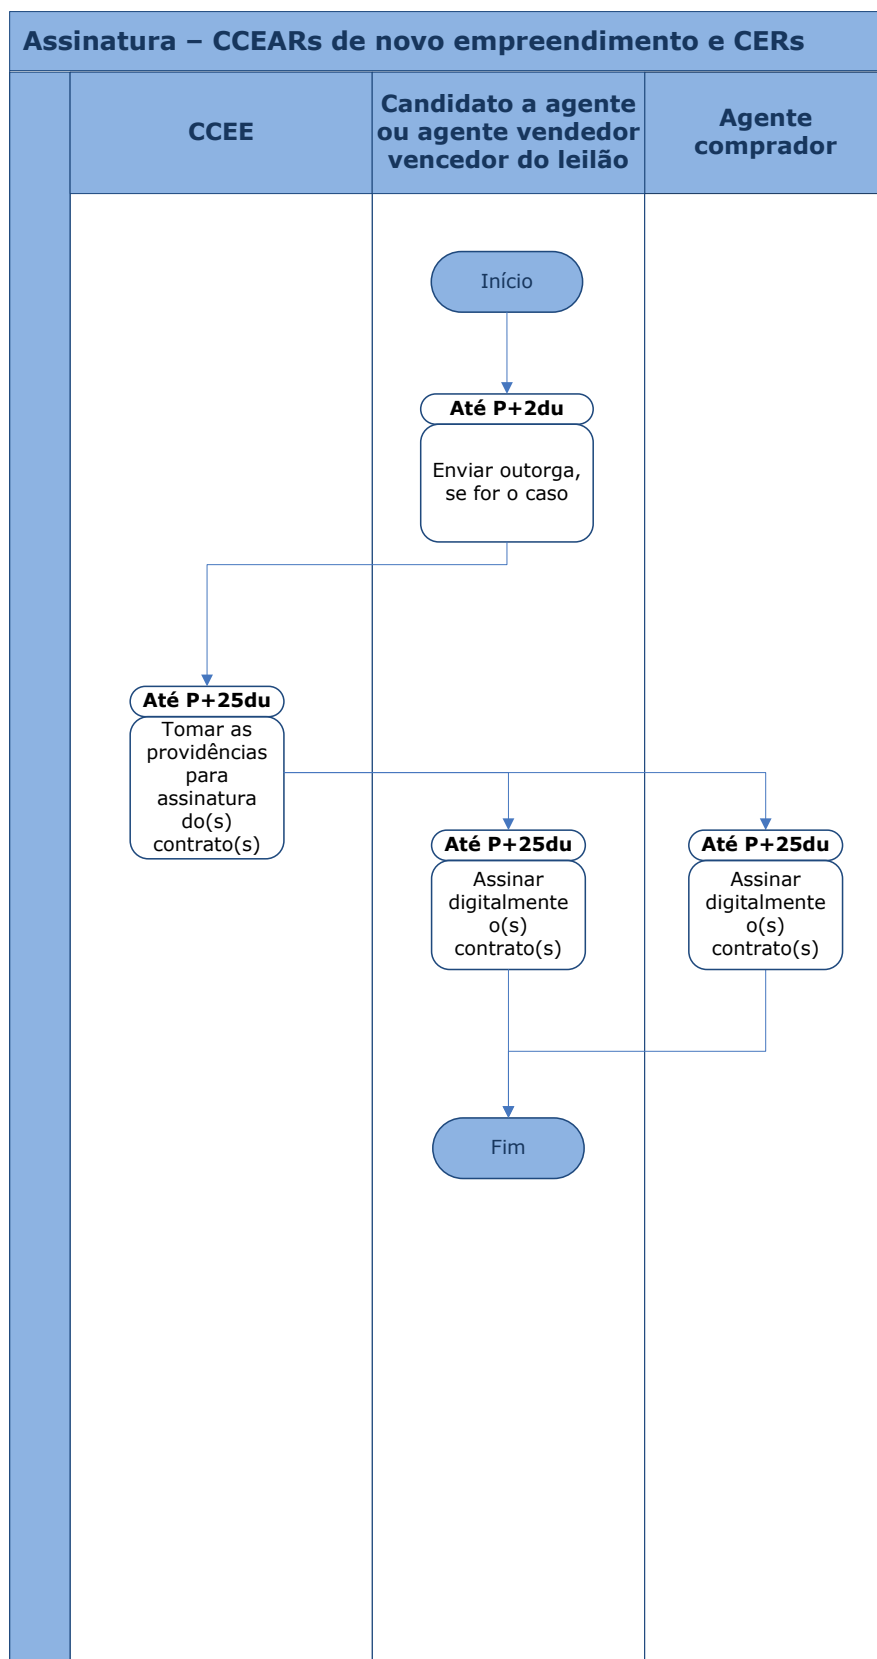 Assinatura – CCEARs de novo empreendimento e CERs
CCEE
Candidato a agente
ou agente vendedor
vencedor do leilão
Agente
comprador
Início
Até P+2du
Enviar outorga,
se for o caso
Até P+25du
Tomar as
providências
para
assinatura
do(s)
contrato(s)
Até P+25du
Assinar
digitalmente
o(s)
contrato(s)
Até P+25du
Assinar
digitalmente
o(s)
contrato(s)
Fim